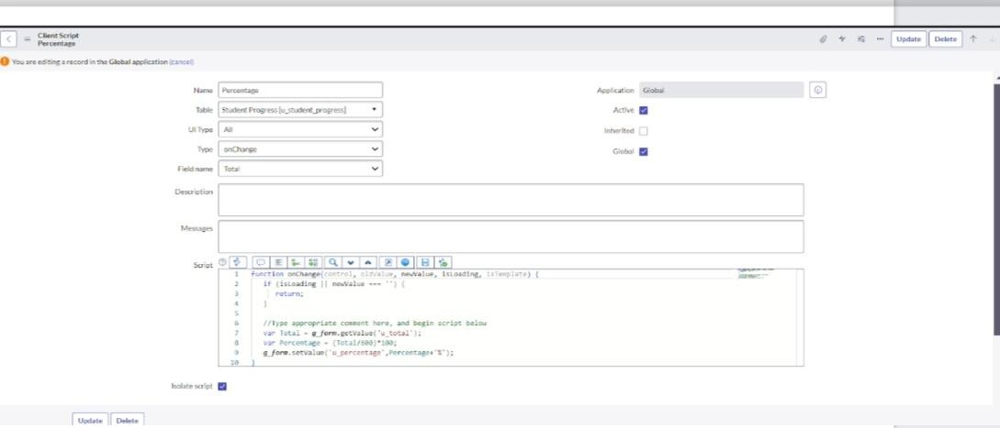 Client Script
Percentage
Update
Delete
You are editing a record in the Global application (cancel)
Name
Percentage
Application
Global
Table
Student Progress [u_student_progress]
Active
UI Type
All
Inherited
Type
onChange
Global
Field name
Total
Description
Messages
Script
1 function onChange(control, oldValue, newValue, isLoading, isTemplate) {
2 if (isLoading || newValue === '') {
3 return;
4 }
5
6 //Type appropriate comment here, and begin script below
7 var Total = g_form.getValue('u_total');
8 var Percentage = (Total/600)*100;
9 g_form.setValue('u_percentage',Percentage+'%');
10 }
Isolate script
Update
Delete